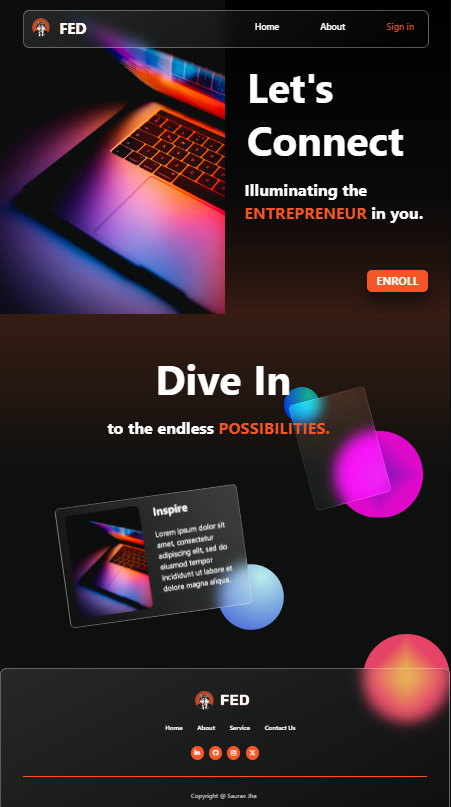 FED
Home About Sign in
Let's
Connect
Illuminating the
ENTREPRENEUR in you.
ENROLL
Dive In
to the endless POSSIBILITIES.
Inspire
Lorem ipsum dolor sit
amet, consectetur
adipiscing elit, sed do
eiusmod tempor
incididunt ut labore et
dolore magna aliqua.
FED
Home About Service Contact Us
Copyright @ Saurav Jha